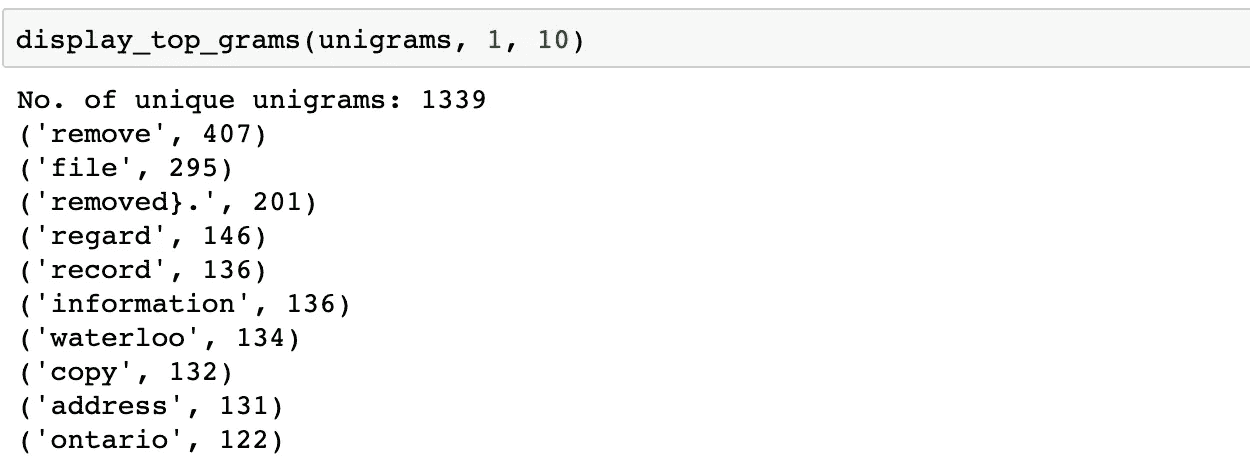 display_top_grams(unigrams, 1, 10)
No. of unique unigrams: 1339
('remove', 407)
('file', 295)
('removed}.', 201)
('regard', 146)
('record', 136)
('information', 136)
('waterloo', 134)
('copy', 132)
('address', 131)
('ontario', 122)